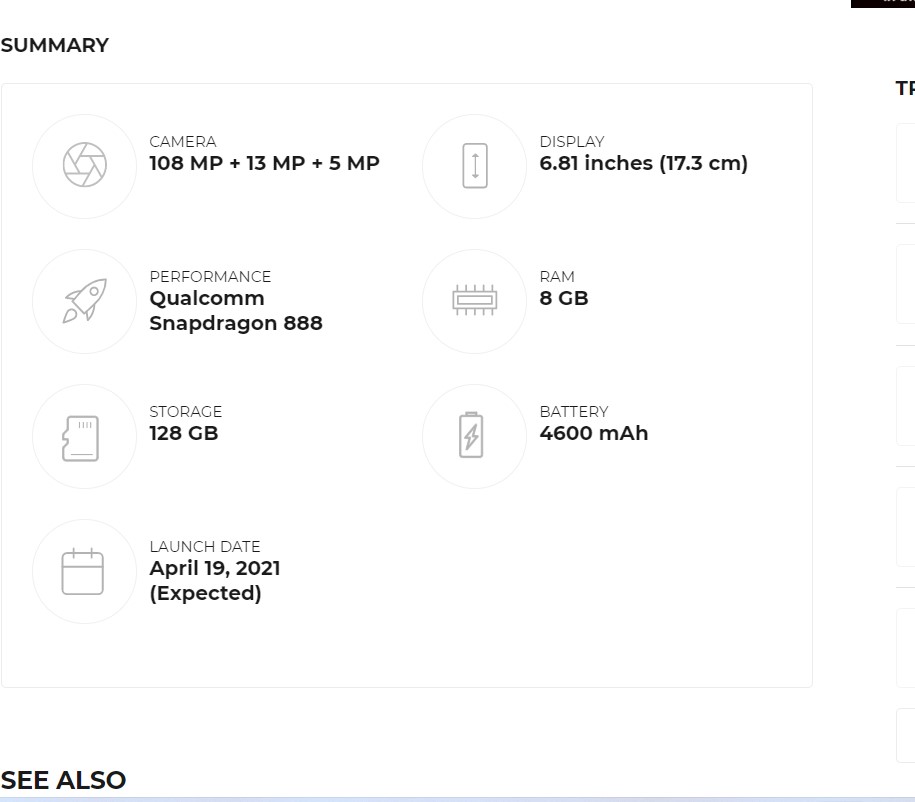 SUMMARY
CAMERA
108 MP + 13 MP + 5 MP
DISPLAY
6.81 inches (17.3 cm)
PERFORMANCE
Qualcomm
Snapdragon 888
RAM
8 GB
STORAGE
128 GB
BATTERY
4600 mAh
LAUNCH DATE
April 19, 2021
(Expected)
SEE ALSO